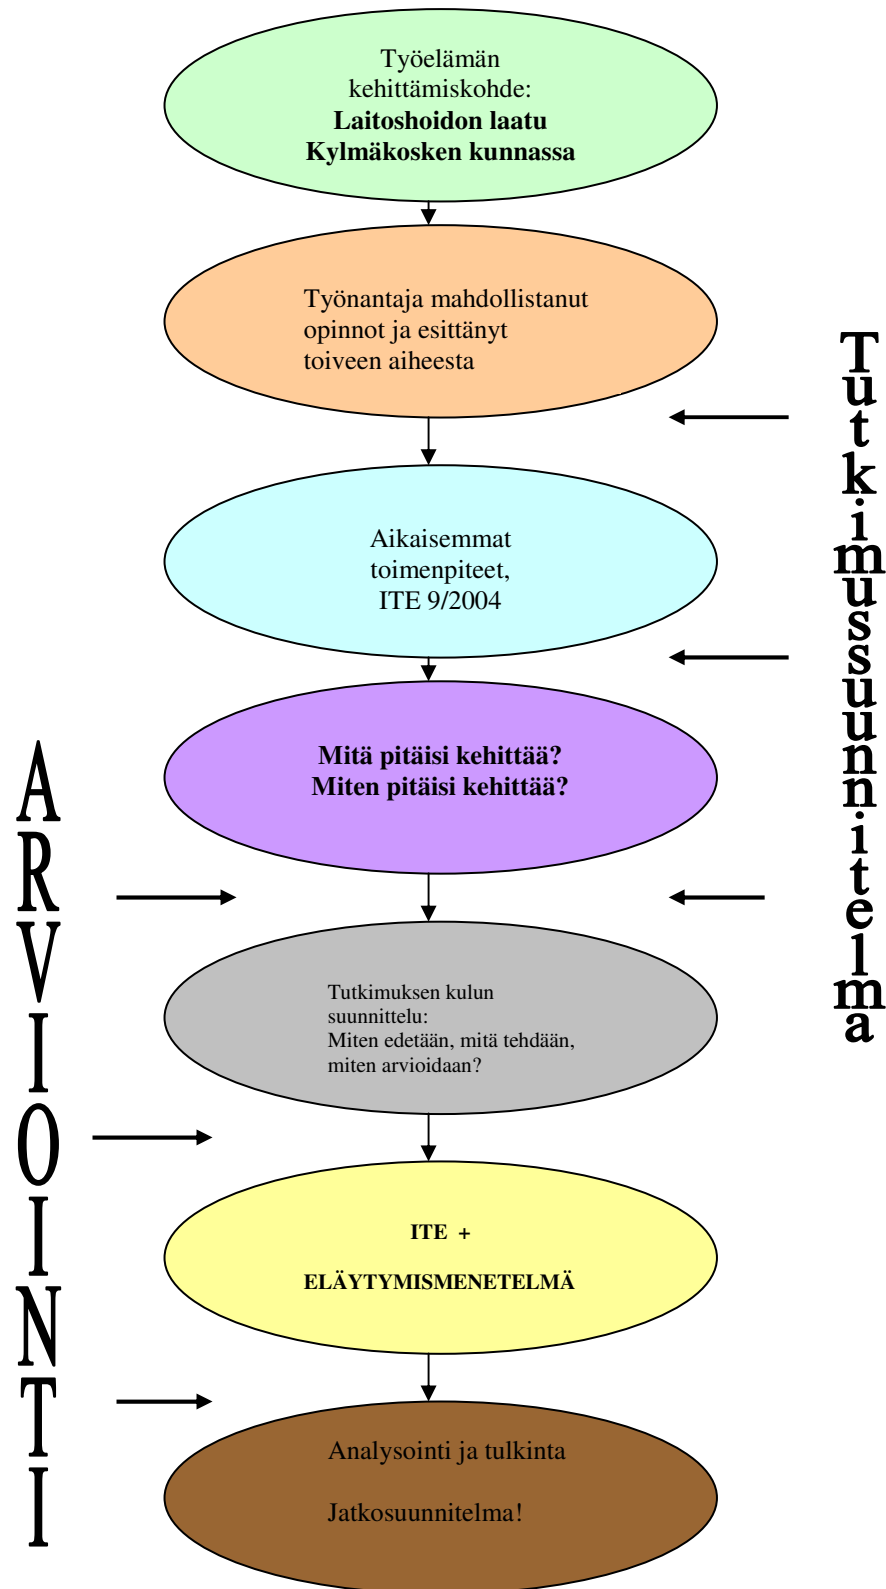 Työelämän
kehittämiskohde:
Laitoshoidon laatu
Kylmäkosken kunnassa
Työnantaja mahdollistanut
opinnot ja esittänyt
toiveen aiheesta
Aikaisemmat
toimenpiteet,
ITE 9/2004
Mitä pitäisi kehittää?
Miten pitäisi kehittää?
Tutkimuksen kulun
suunnittelu:
Miten edetään, mitä tehdään,
miten arvioidaan?
ITE +
ELÄYTYMISMENETELMÄ
Analysointi ja tulkinta
Jatkosuunnitelma!
Tutkimussuunnitelma
ARVIOINTI